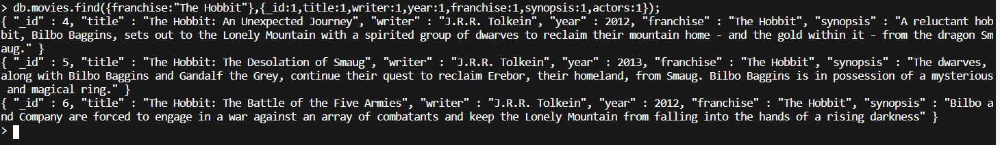 > db.movies.find({franchise:"The Hobbit"},{_id:1,title:1,writer:1,year:1,franchise:1,synopsis:1,actors:1});
{ "_id" : 4, "title" : "The Hobbit: An Unexpected Journey", "writer" : "J.R.R. Tolkein", "year" : 2012, "franchise" : "The Hobbit", "synopsis" : "A reluctant hob
bit, Bilbo Baggins, sets out to the Lonely Mountain with a spirited group of dwarves to reclaim their mountain home - and the gold within it - from the dragon Sm
aug." }
{ "_id" : 5, "title" : "The Hobbit: The Desolation of Smaug", "writer" : "J.R.R. Tolkein", "year" : 2013, "franchise" : "The Hobbit", "synopsis" : "The dwarves, 
along with Bilbo Baggins and Gandalf the Grey, continue their quest to reclaim Erebor, their homeland, from Smaug. Bilbo Baggins is in possession of a mysterious
 and magical ring." }
{ "_id" : 6, "title" : "The Hobbit: The Battle of the Five Armies", "writer" : "J.R.R. Tolkein", "year" : 2012, "franchise" : "The Hobbit", "synopsis" : "Bilbo a
nd Company are forced to engage in a war against an array of combatants and keep the Lonely Mountain from falling into the hands of a rising darkness" }
>